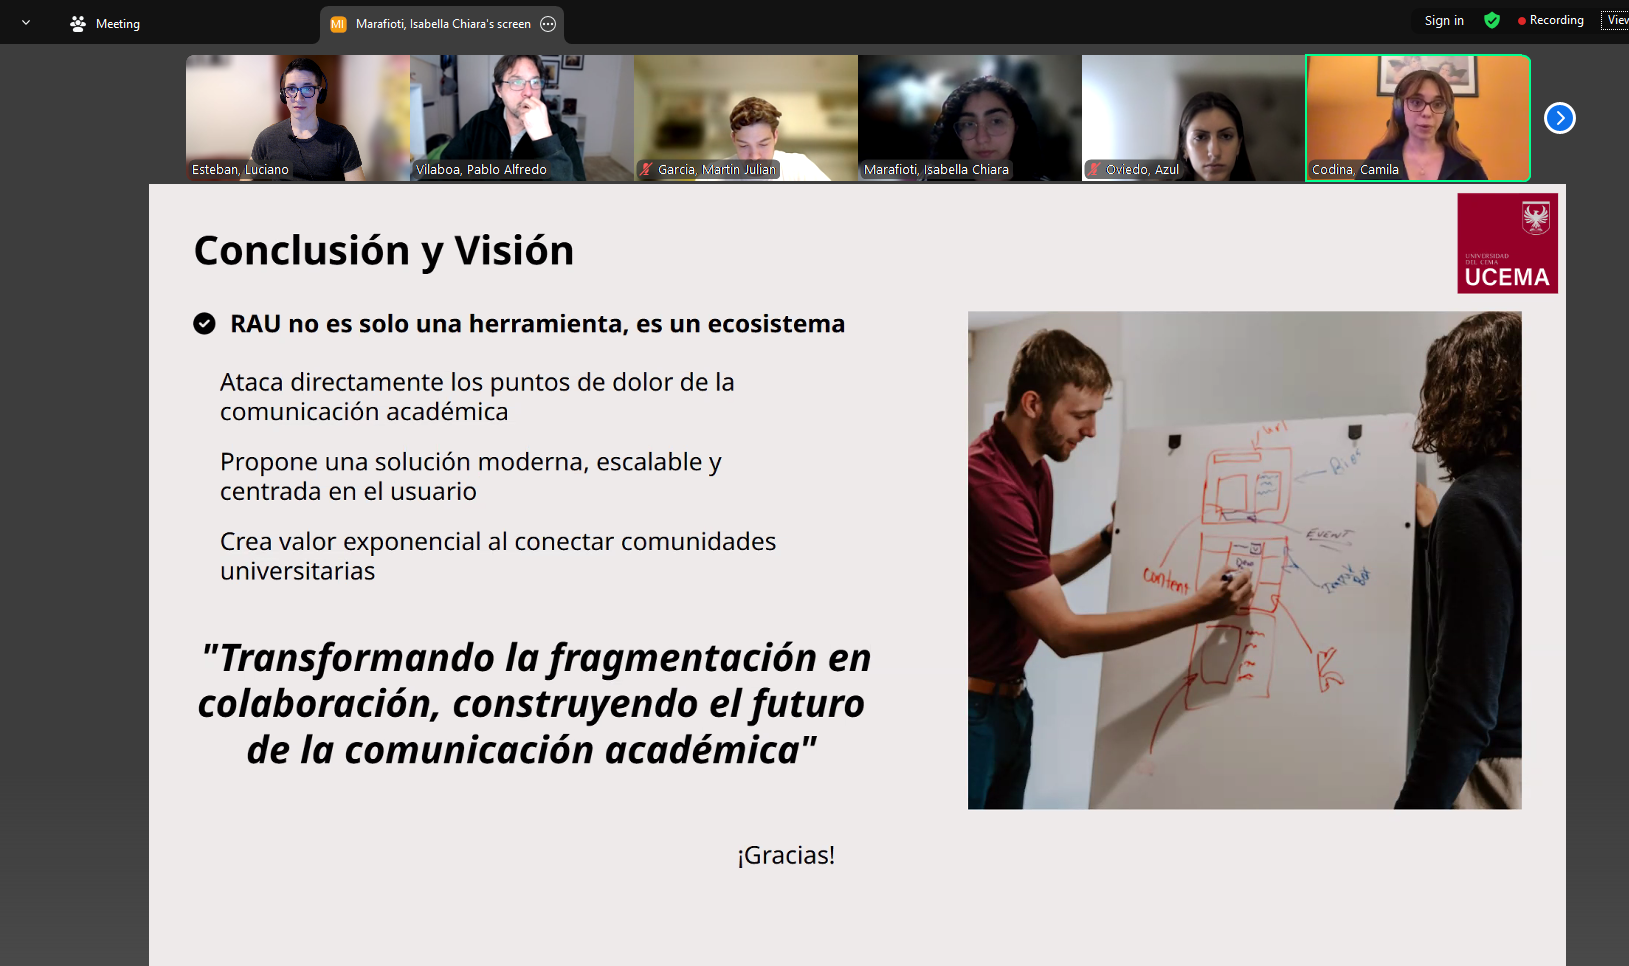 Meeting
MI Marafioti, Isabella Chiara's screen
Sign in
Recording
View
Esteban, Luciano
Vilaboa, Pablo Alfredo
Garcia, Martin Julian
Marafioti, Isabella Chiara
Oviedo, Azul
Codina, Camila
Conclusión y Visión
UNIVERSIDAD
DEL CEMA
UCEMA
RAU no es solo una herramienta, es un ecosistema
Ataca directamente los puntos de dolor de la
comunicación académica
Propone una solución moderna, escalable y
centrada en el usuario
Crea valor exponencial al conectar comunidades
universitarias
"Transformando la fragmentación en
colaboración, construyendo el futuro
de la comunicación académica"
¡Gracias!
url
EVENT
content